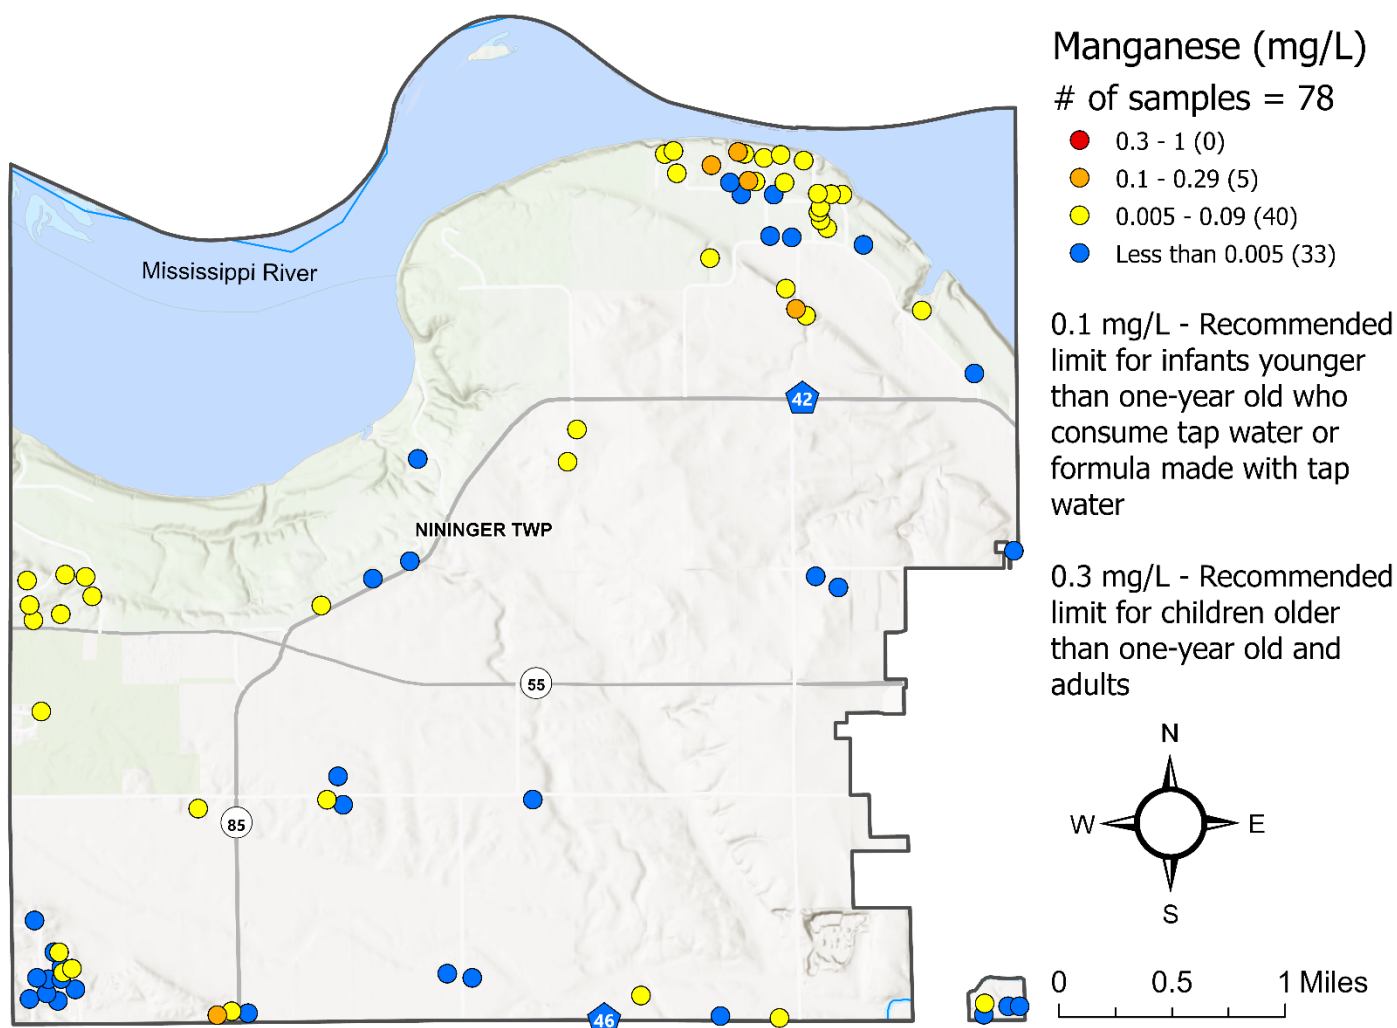 Manganese (mg/L)
# of samples = 78
0.3 - 1 (0)
0.1 - 0.29 (5)
0.005 - 0.09 (40)
Less than 0.005 (33)
0.1 mg/L - Recommended
limit for infants younger
than one-year old who
consume tap water or
formula made with tap
water
0.3 mg/L - Recommended
limit for children older
than one-year old and
adults
N
W
E
S
0
0.5
1 Miles
Mississippi River
42
NININGER TWP
55
85
46